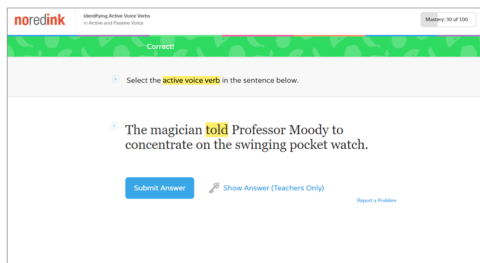 noredink
Identifying Active Voice Verbs
in Active and Passive Voice
Mastery: 30 of 100
Correct!
Select the active voice verb in the sentence below.
The magician told Professor Moody to
concentrate on the swinging pocket watch.
Submit Answer
Show Answer (Teachers Only)
Report a Problem